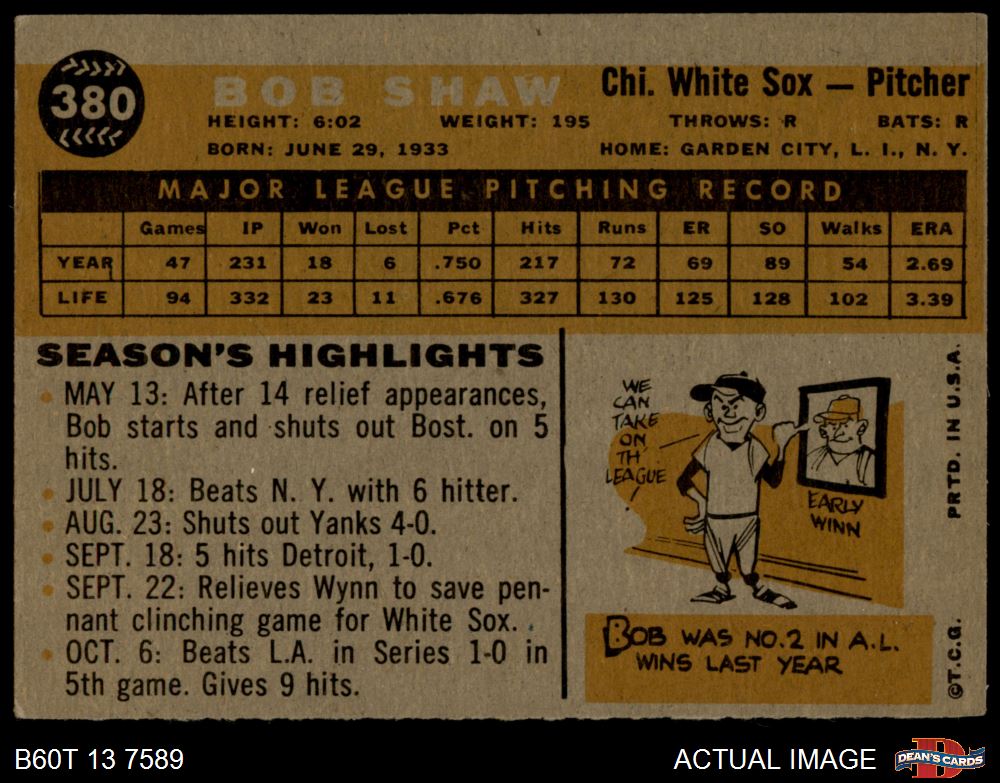 380
BOB SHAW
Chi. White Sox — Pitcher
HEIGHT: 6:02 WEIGHT: 195 THROWS: R BATS: R
BORN: JUNE 29, 1933 HOME: GARDEN CITY, L. I., N. Y.
MAJOR LEAGUE PITCHING RECORD
Games IP Won Lost Pct Hits Runs ER SO Walks ERA
YEAR 47 231 18 6 .750 217 72 69 89 54 2.69
LIFE 94 332 23 11 .676 327 130 125 128 102 3.39
SEASON'S HIGHLIGHTS
• MAY 13: After 14 relief appearances,
Bob starts and shuts out Bost. on 5
hits.
• JULY 18: Beats N. Y. with 6 hitter.
• AUG. 23: Shuts out Yanks 4-0.
• SEPT. 18: 5 hits Detroit, 1-0.
• SEPT. 22: Relieves Wynn to save pen-
nant clinching game for White Sox.
• OCT. 6: Beats L.A. in Series 1-0 in
5th game. Gives 9 hits.
WE
CAN
TAKE
ON
TH'
LEAGUE
!
EARLY
WINN
BOB WAS NO.2 IN A.L.
WINS LAST YEAR
PRTD. IN U.S.A.
©T.C.G.
B60T 13 7589
ACTUAL IMAGE
D
DEAN'S CARDS